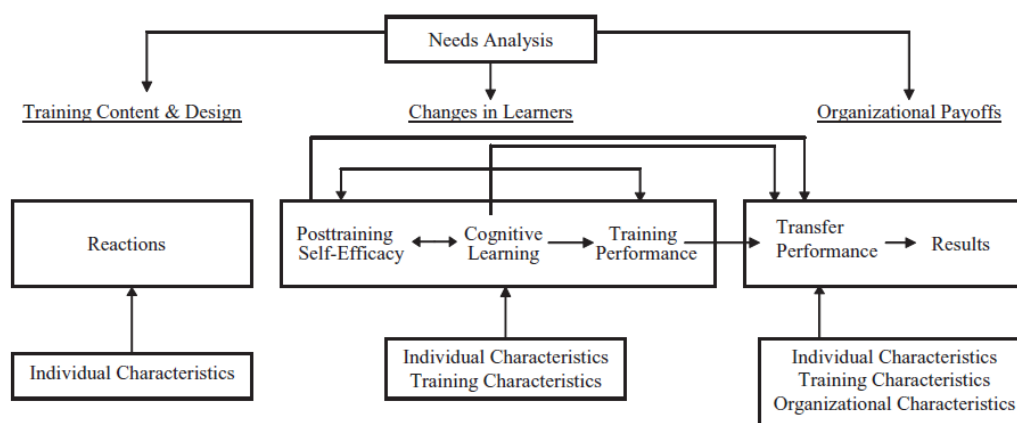 Needs Analysis
Training Content & Design
Changes in Learners
Organizational Payoffs
Reactions
Posttraining
Self-Efficacy
Cognitive
Learning
Training
Performance
Transfer
Performance
Results
Individual Characteristics
Individual Characteristics
Training Characteristics
Individual Characteristics
Training Characteristics
Organizational Characteristics